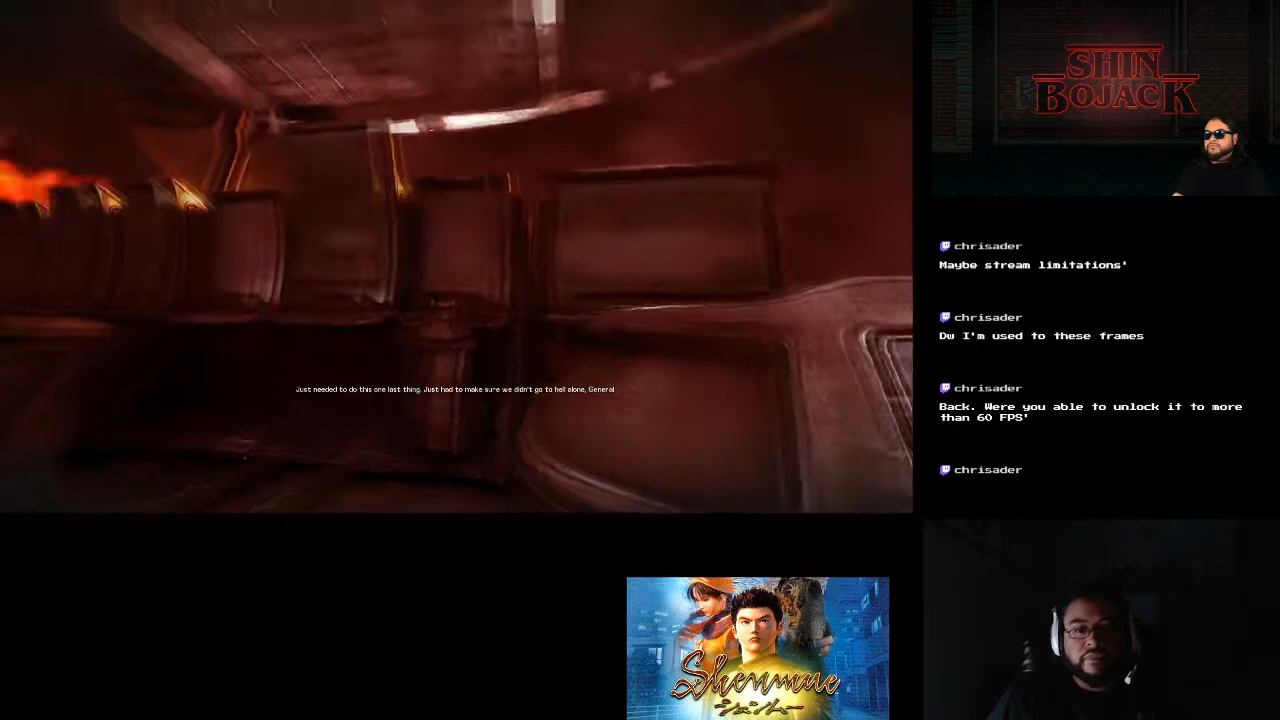 SHIN
BOJACK
chrisader
Maybe stream limitations'
chrisader
Dw I'm used to these frames
chrisader
Back. Were you able to unlock it to more
than 60 FPS'
chrisader
Just needed to do this one last thing. Just had to make sure we didn't go to hell alone, General
Shenmue
シェンムー